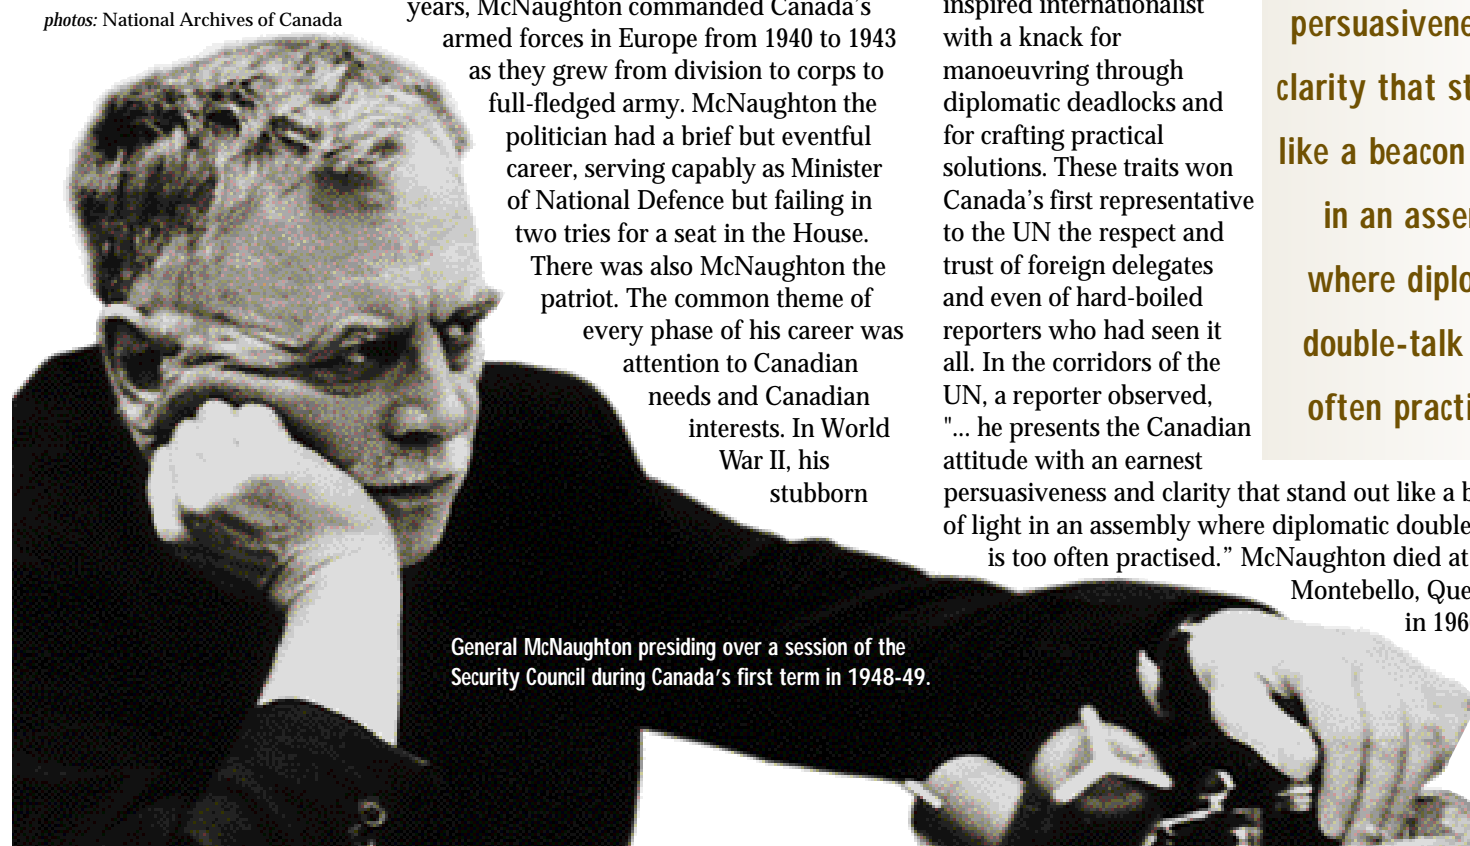 photos: National Archives of Canada
years, McNaughton commanded Canada's
armed forces in Europe from 1940 to 1943
as they grew from division to corps to
full-fledged army. McNaughton the
politician had a brief but eventful
career, serving capably as Minister
of National Defence but failing in
two tries for a seat in the House.
There was also McNaughton the
patriot. The common theme of
every phase of his career was
attention to Canadian
needs and Canadian
interests. In World
War II, his
stubborn
inspired internationalist
with a knack for
manoeuvring through
diplomatic deadlocks and
for crafting practical
solutions. These traits won
Canada's first representative
to the UN the respect and
trust of foreign delegates
and even of hard-boiled
reporters who had seen it
all. In the corridors of the
UN, a reporter observed,
"... he presents the Canadian
attitude with an earnest
persuasiveness and clarity that stand out like a
of light in an assembly where diplomatic double
is too often practised.” McNaughton died at
Montebello,
in
clarity that
like a beacon
in an
where
double-talk
often
General McNaughton presiding over a session of the
Security Council during Canada's first term in 1948-49.